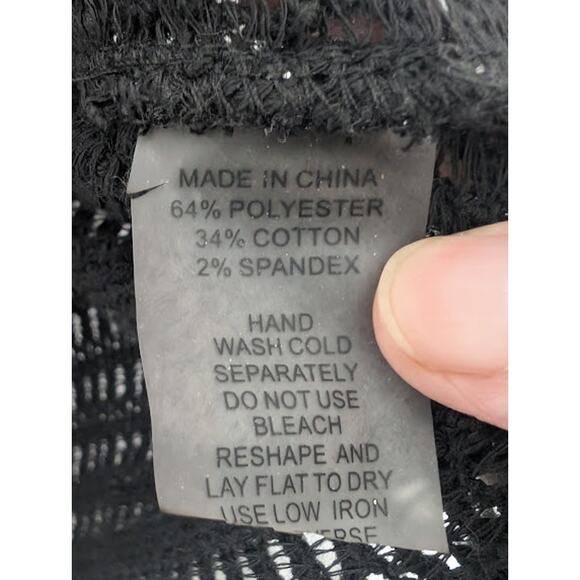 MADE IN CHINA
64% POLYESTER
34% COTTON
2% SPANDEX
HAND
WASH COLD
SEPARATELY
DO NOT USE
BLEACH
RESHAPE AND
LAY FLAT TO DRY
USE LOW IRON